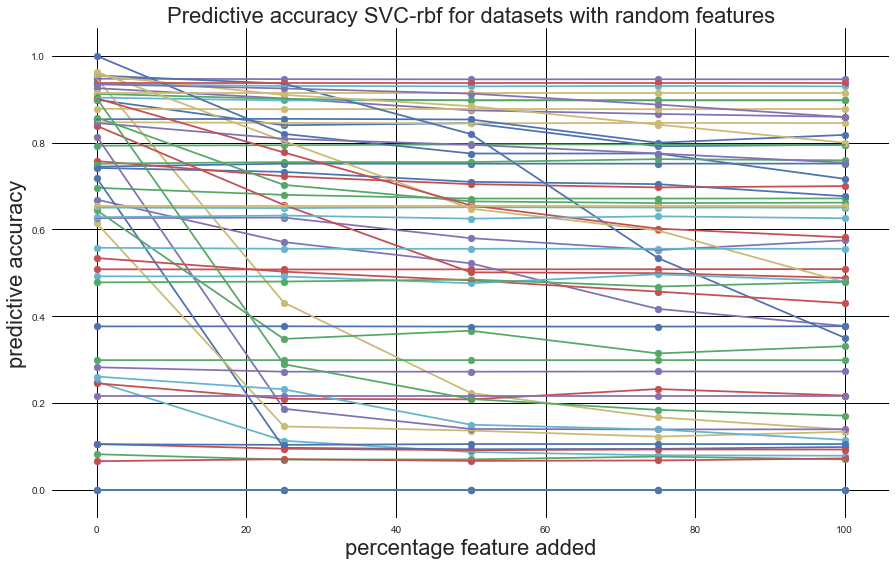 Predictive accuracy SVC-rbf for datasets with random features
predictive accuracy
1.0
0.8
0.6
0.4
0.2
0.0
0 20 40 60 80 100
percentage feature added